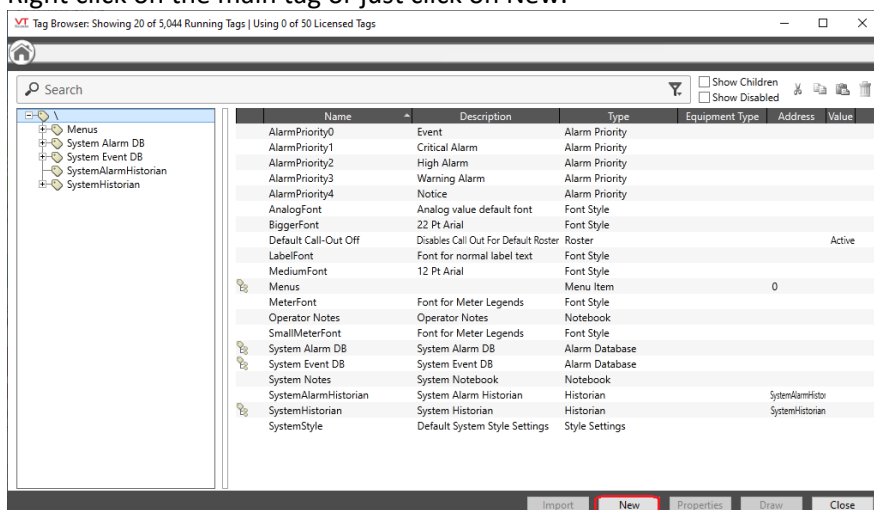 Right click on the main tag or just click on New.
VT Tag Browser: Showing 20 of 5,044 Running Tags | Using 0 of 50 Licensed Tags
Search
Show Children
Show Disabled
\
Menus
System Alarm DB
System Event DB
SystemAlarmHistorian
SystemHistorian
Name Description Type Equipment Type Address Value
AlarmPriority0 Event Alarm Priority
AlarmPriority1 Critical Alarm Alarm Priority
AlarmPriority2 High Alarm Alarm Priority
AlarmPriority3 Warning Alarm Alarm Priority
AlarmPriority4 Notice Alarm Priority
AnalogFont Analog value default font Font Style
BiggerFont 22 Pt Arial Font Style
Default Call-Out Off Disables Call Out For Default Roster Roster Active
LabelFont Font for normal label text Font Style
MediumFont 12 Pt Arial Font Style
Menus Menu Item 0
MeterFont Font for Meter Legends Font Style
Operator Notes Operator Notes Notebook
SmallMeterFont Font for Meter Legends Font Style
System Alarm DB System Alarm DB Alarm Database
System Event DB System Event DB Alarm Database
System Notes System Notebook Notebook
SystemAlarmHistorian System Alarm Historian Historian SystemAlarmHistor
SystemHistorian System Historian Historian SystemHistorian
SystemStyle Default System Style Settings Style Settings
Import New Properties Draw Close